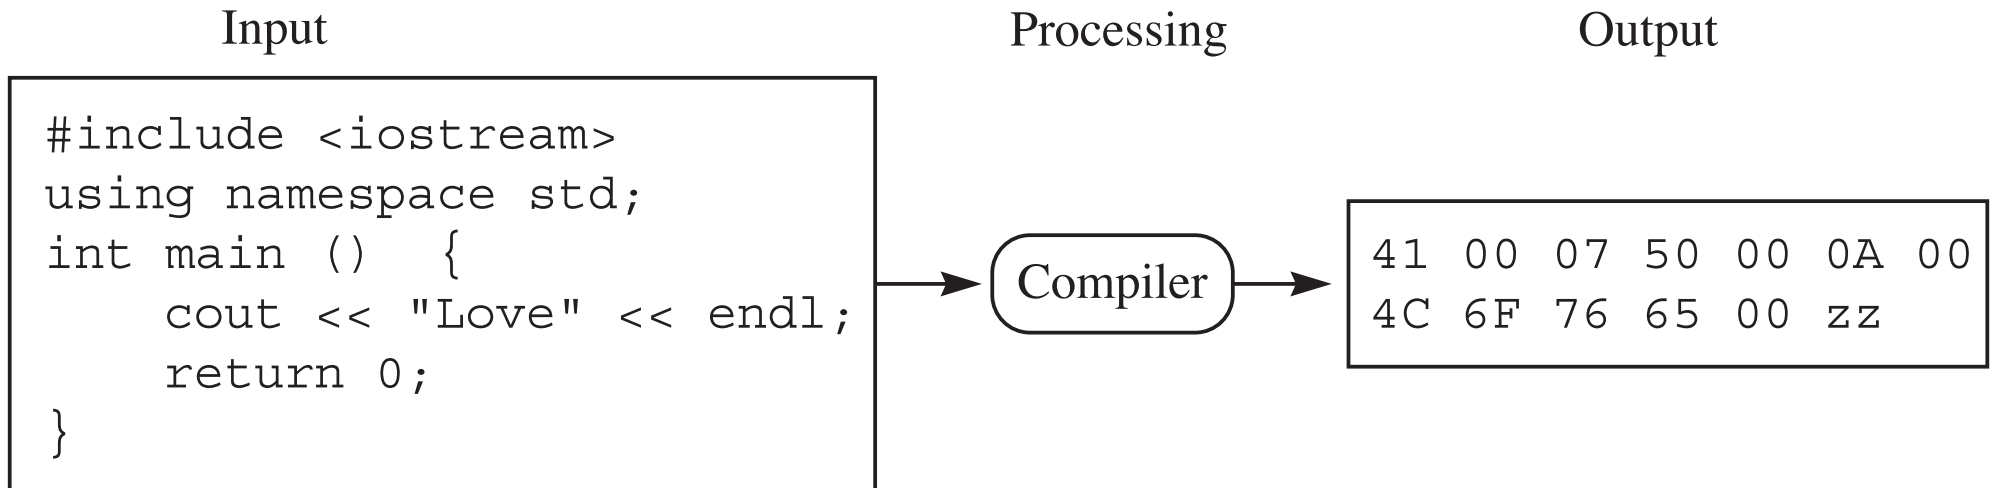 Input Processing Output
#include <iostream>
using namespace std;
int main ()  {
    cout << "Love" << endl;
    return 0;
}
Compiler
41 00 07 50 00 0A 00
4C 6F 76 65 00 zz